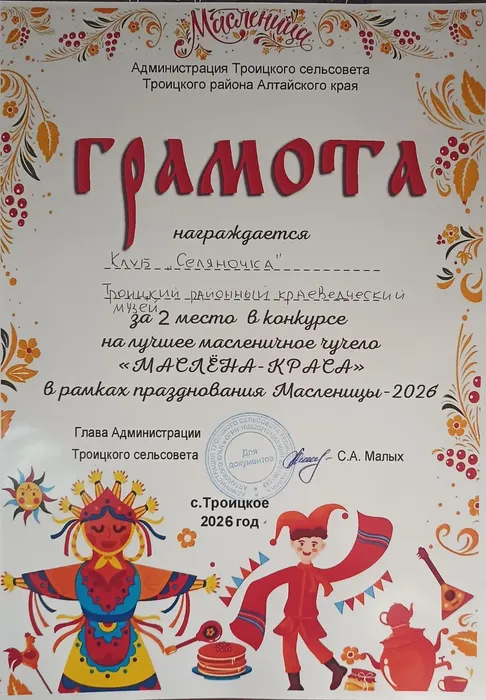 Масленица
Администрация Троицкого сельсовета
Троицкого района Алтайского края
ГРАМОТА
награждается
Клуб „Селяночка"
Троицкий районный краеведческий
музей
за 2 место в конкурсе
на лучшее масленичное чучело
«МАСЛЁНА-КРАСА»
в рамках празднования Масленицы-2026
Глава Администрации
Троицкого сельсовета
Для
документов
С.А. Малых
с.Троицкое
2026 год